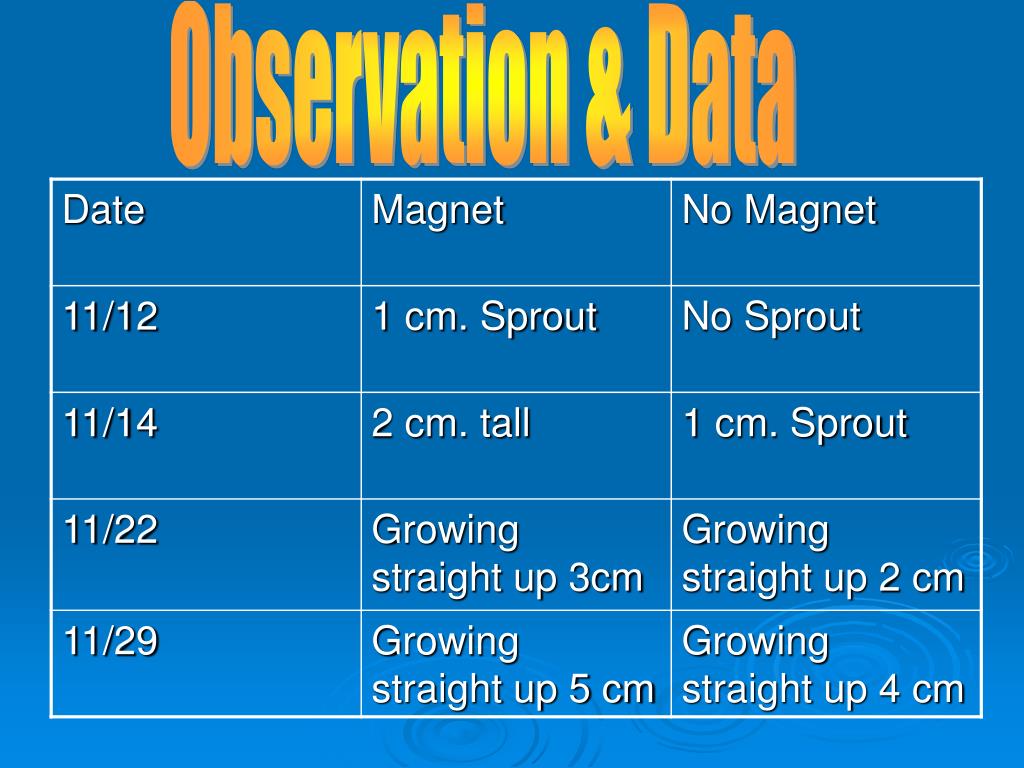 Observation & Data
Date Magnet No Magnet
11/12 1 cm. Sprout No Sprout
11/14 2 cm. tall 1 cm. Sprout
11/22 Growing straight up 3cm Growing straight up 2 cm
11/29 Growing straight up 5 cm Growing straight up 4 cm